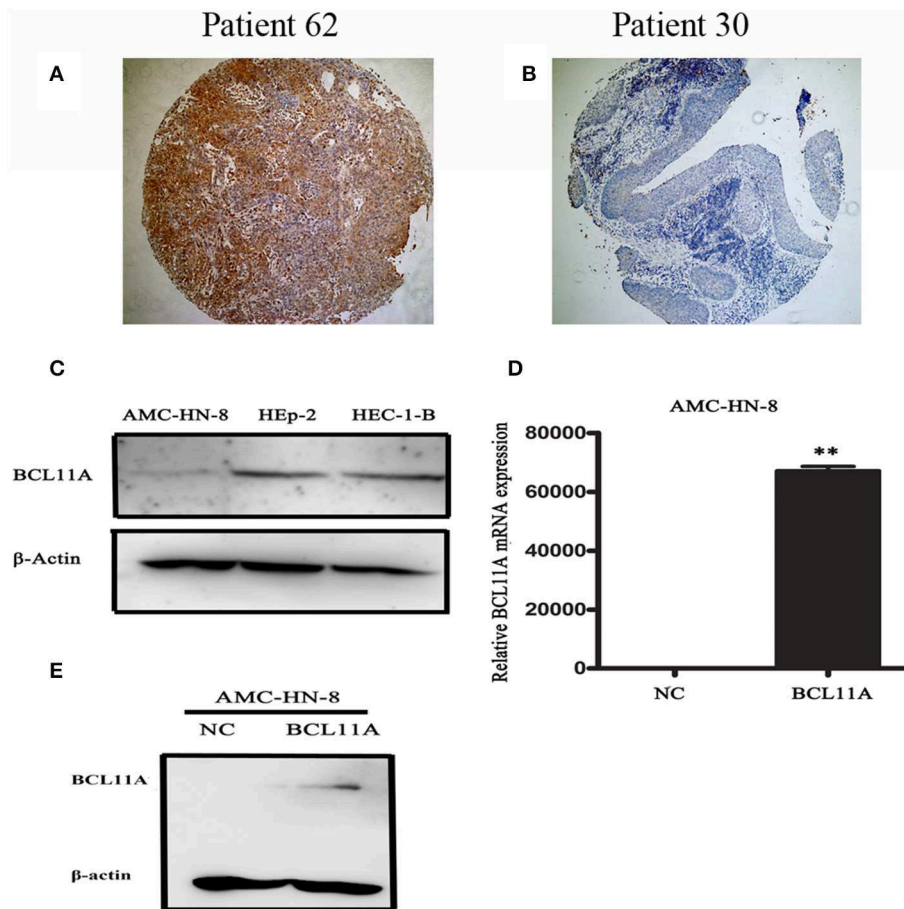 Patient 62
Patient 30
A
B
C
AMC-HN-8 HEp-2 HEC-1-B
BCL11A
β-Actin
D
AMC-HN-8
Relative BCL11A mRNA expression
80000
60000
40000
20000
0
**
NC BCL11A
E
AMC-HN-8
NC BCL11A
BCL11A
β-actin